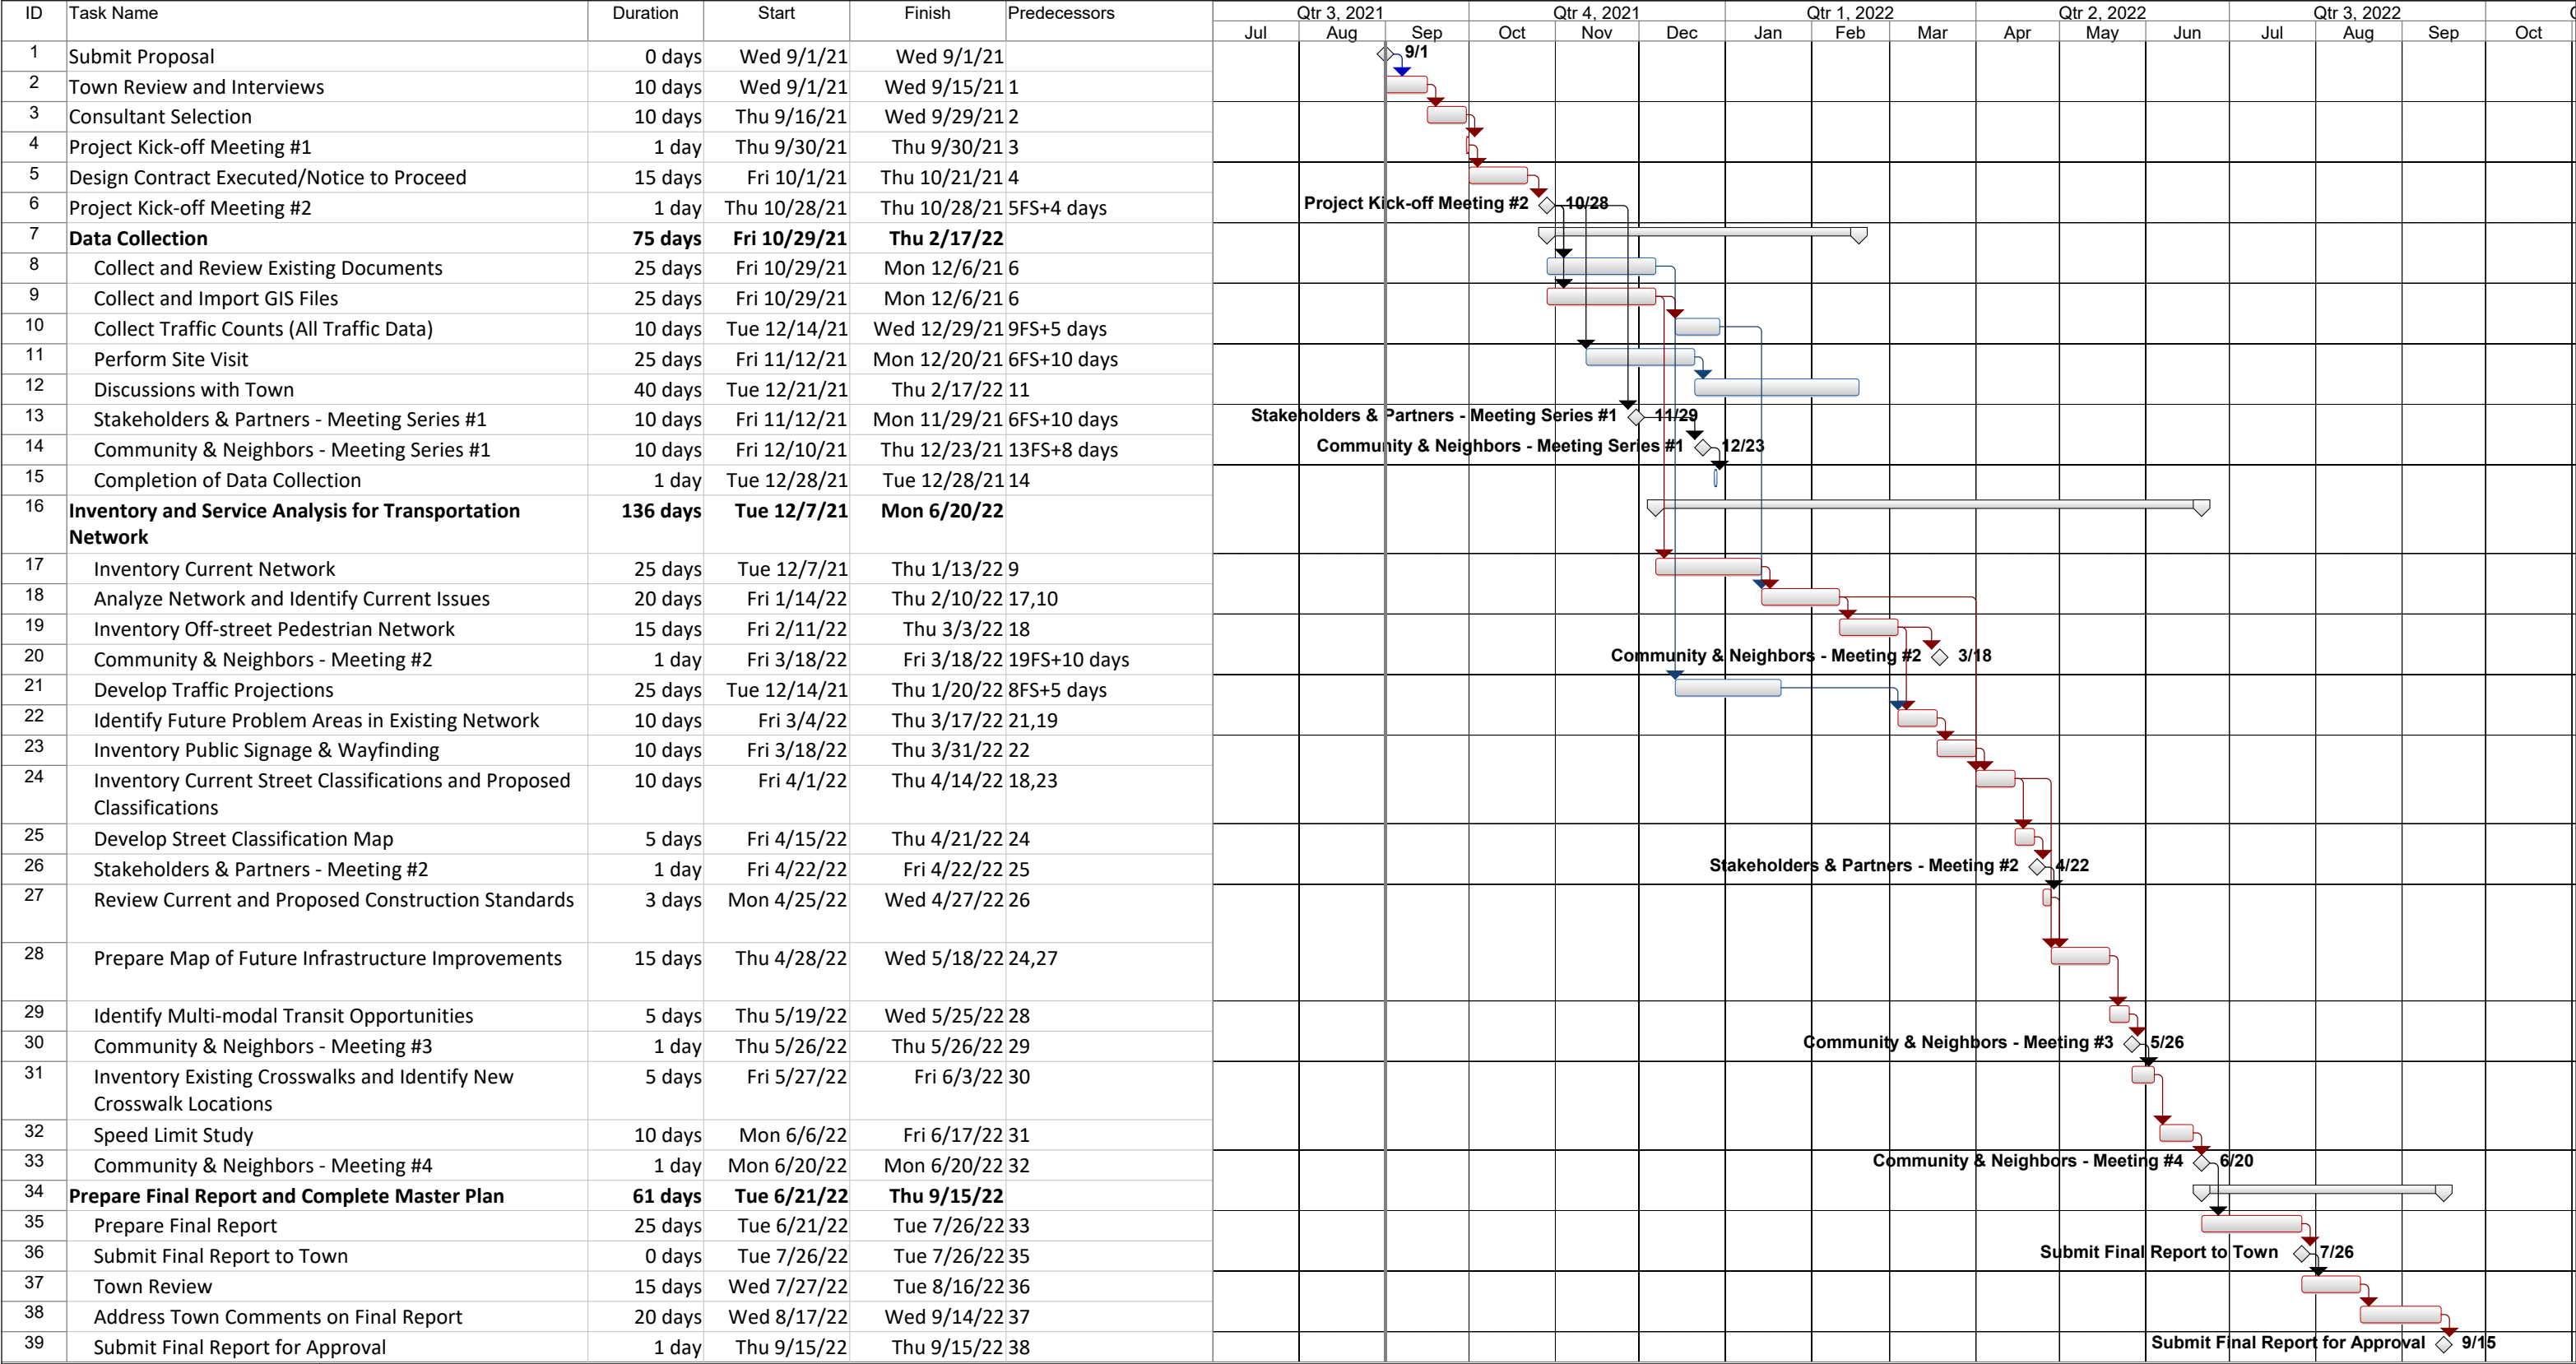 ID Task Name Duration Start Finish Predecessors
Qtr 3, 2021 Qtr 4, 2021 Qtr 1, 2022 Qtr 2, 2022 Qtr 3, 2022
Jul Aug Sep Oct Nov Dec Jan Feb Mar Apr May Jun Jul Aug Sep Oct
1 Submit Proposal 0 days Wed 9/1/21 Wed 9/1/21 9/1
2 Town Review and Interviews 10 days Wed 9/1/21 Wed 9/15/21 1
3 Consultant Selection 10 days Thu 9/16/21 Wed 9/29/21 2
4 Project Kick-off Meeting #1 1 day Thu 9/30/21 Thu 9/30/21 3
5 Design Contract Executed/Notice to Proceed 15 days Fri 10/1/21 Thu 10/21/21 4
6 Project Kick-off Meeting #2 1 day Thu 10/28/21 Thu 10/28/21 5FS+4 days Project Kick-off Meeting #2 10/28
7 Data Collection 75 days Fri 10/29/21 Thu 2/17/22
8 Collect and Review Existing Documents 25 days Fri 10/29/21 Mon 12/6/21 6
9 Collect and Import GIS Files 25 days Fri 10/29/21 Mon 12/6/21 6
10 Collect Traffic Counts (All Traffic Data) 10 days Tue 12/14/21 Wed 12/29/21 9FS+5 days
11 Perform Site Visit 25 days Fri 11/12/21 Mon 12/20/21 6FS+10 days
12 Discussions with Town 40 days Tue 12/21/21 Thu 2/17/22 11
13 Stakeholders & Partners - Meeting Series #1 10 days Fri 11/12/21 Mon 11/29/21 6FS+10 days Stakeholders & Partners - Meeting Series #1 11/29
14 Community & Neighbors - Meeting Series #1 10 days Fri 12/10/21 Thu 12/23/21 13FS+8 days Community & Neighbors - Meeting Series #1 12/23
15 Completion of Data Collection 1 day Tue 12/28/21 Tue 12/28/21 14
16 Inventory and Service Analysis for Transportation 136 days Tue 12/7/21 Mon 6/20/22
Network
17 Inventory Current Network 25 days Tue 12/7/21 Thu 1/13/22 9
18 Analyze Network and Identify Current Issues 20 days Fri 1/14/22 Thu 2/10/22 17,10
19 Inventory Off-street Pedestrian Network 15 days Fri 2/11/22 Thu 3/3/22 18
20 Community & Neighbors - Meeting #2 1 day Fri 3/18/22 Fri 3/18/22 19FS+10 days Community & Neighbors - Meeting #2 3/18
21 Develop Traffic Projections 25 days Tue 12/14/21 Thu 1/20/22 8FS+5 days
22 Identify Future Problem Areas in Existing Network 10 days Fri 3/4/22 Thu 3/17/22 21,19
23 Inventory Public Signage & Wayfinding 10 days Fri 3/18/22 Thu 3/31/22 22
24 Inventory Current Street Classifications and Proposed 10 days Fri 4/1/22 Thu 4/14/22 18,23
Classifications
25 Develop Street Classification Map 5 days Fri 4/15/22 Thu 4/21/22 24
26 Stakeholders & Partners - Meeting #2 1 day Fri 4/22/22 Fri 4/22/22 25 Stakeholders & Partners - Meeting #2 4/22
27 Review Current and Proposed Construction Standards 3 days Mon 4/25/22 Wed 4/27/22 26
28 Prepare Map of Future Infrastructure Improvements 15 days Thu 4/28/22 Wed 5/18/22 24,27
29 Identify Multi-modal Transit Opportunities 5 days Thu 5/19/22 Wed 5/25/22 28
30 Community & Neighbors - Meeting #3 1 day Thu 5/26/22 Thu 5/26/22 29 Community & Neighbors - Meeting #3 5/26
31 Inventory Existing Crosswalks and Identify New 5 days Fri 5/27/22 Fri 6/3/22 30
Crosswalk Locations
32 Speed Limit Study 10 days Mon 6/6/22 Fri 6/17/22 31
33 Community & Neighbors - Meeting #4 1 day Mon 6/20/22 Mon 6/20/22 32 Community & Neighbors - Meeting #4 6/20
34 Prepare Final Report and Complete Master Plan 61 days Tue 6/21/22 Thu 9/15/22
35 Prepare Final Report 25 days Tue 6/21/22 Tue 7/26/22 33
36 Submit Final Report to Town 0 days Tue 7/26/22 Tue 7/26/22 35 Submit Final Report to Town 7/26
37 Town Review 15 days Wed 7/27/22 Tue 8/16/22 36
38 Address Town Comments on Final Report 20 days Wed 8/17/22 Wed 9/14/22 37
39 Submit Final Report for Approval 1 day Thu 9/15/22 Thu 9/15/22 38 Submit Final Report for Approval 9/15